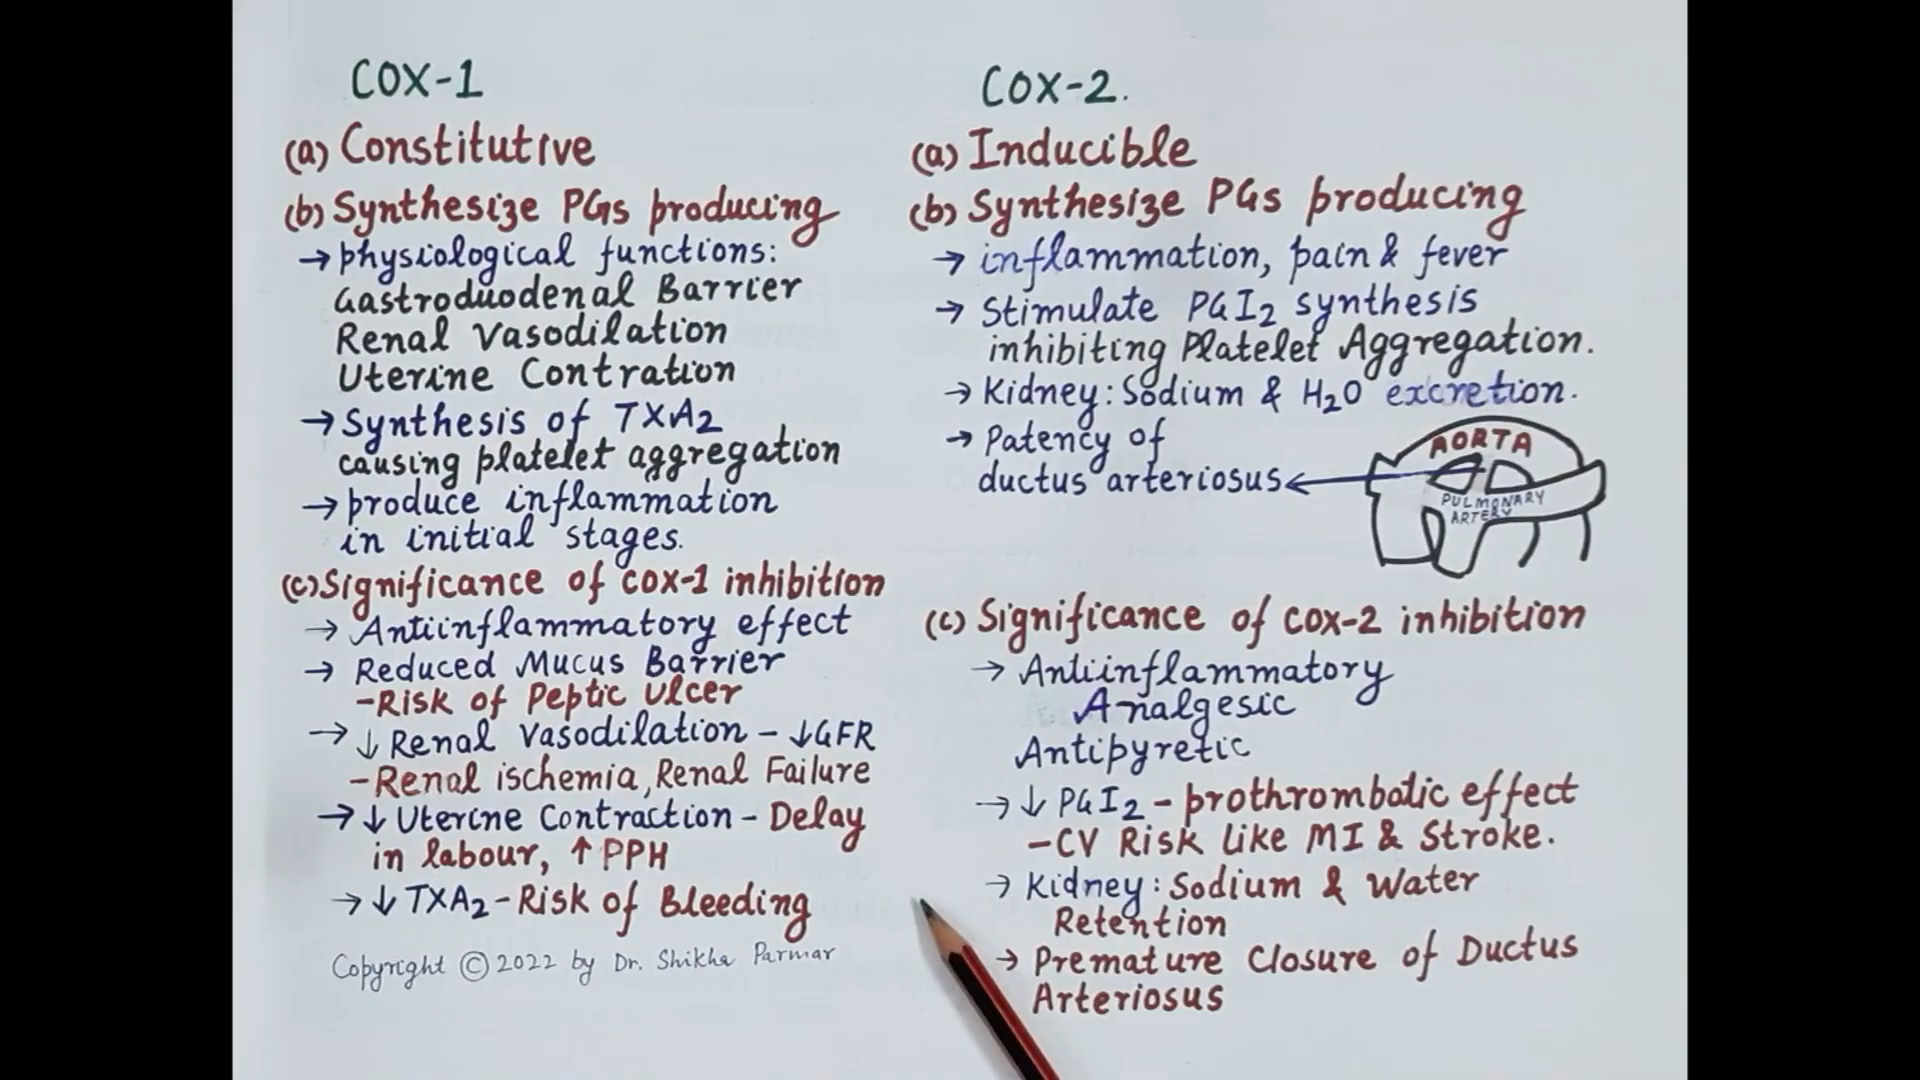 COX-1
(a) Constitutive
(b) Synthesize PGs producing
→ physiological functions:
Gastroduodenal Barrier
Renal Vasodilation
Uterine Contration
→ Synthesis of TXA2
causing platelet aggregation
→ produce inflammation
in initial stages.
(c) Significance of COX-1 inhibition
→ Antiinflammatory effect
→ Reduced Mucus Barrier
- Risk of Peptic Ulcer
→ ↓ Renal Vasodilation - ↓GFR
- Renal ischemia, Renal Failure
→ ↓ Uterine Contraction - Delay
in labour, ↑ PPH
→ ↓ TXA2 - Risk of Bleeding
Copyright © 2022 by Dr. Shikha Parmar
COX-2.
(a) Inducible
(b) Synthesize PGs producing
→ inflammation, pain & fever
→ Stimulate PGI2 synthesis
inhibiting Platelet Aggregation.
→ Kidney: Sodium & H2O excretion.
→ Patency of
ductus arteriosus
AORTA
PULMONARY
ARTERY
(c) Significance of COX-2 inhibition
→ Antiinflammatory
Analgesic
Antipyretic
→ ↓ PGI2 - prothrombotic effect
- CV Risk like MI & Stroke.
→ Kidney: Sodium & Water
Retention
→ Premature Closure of Ductus
Arteriosus